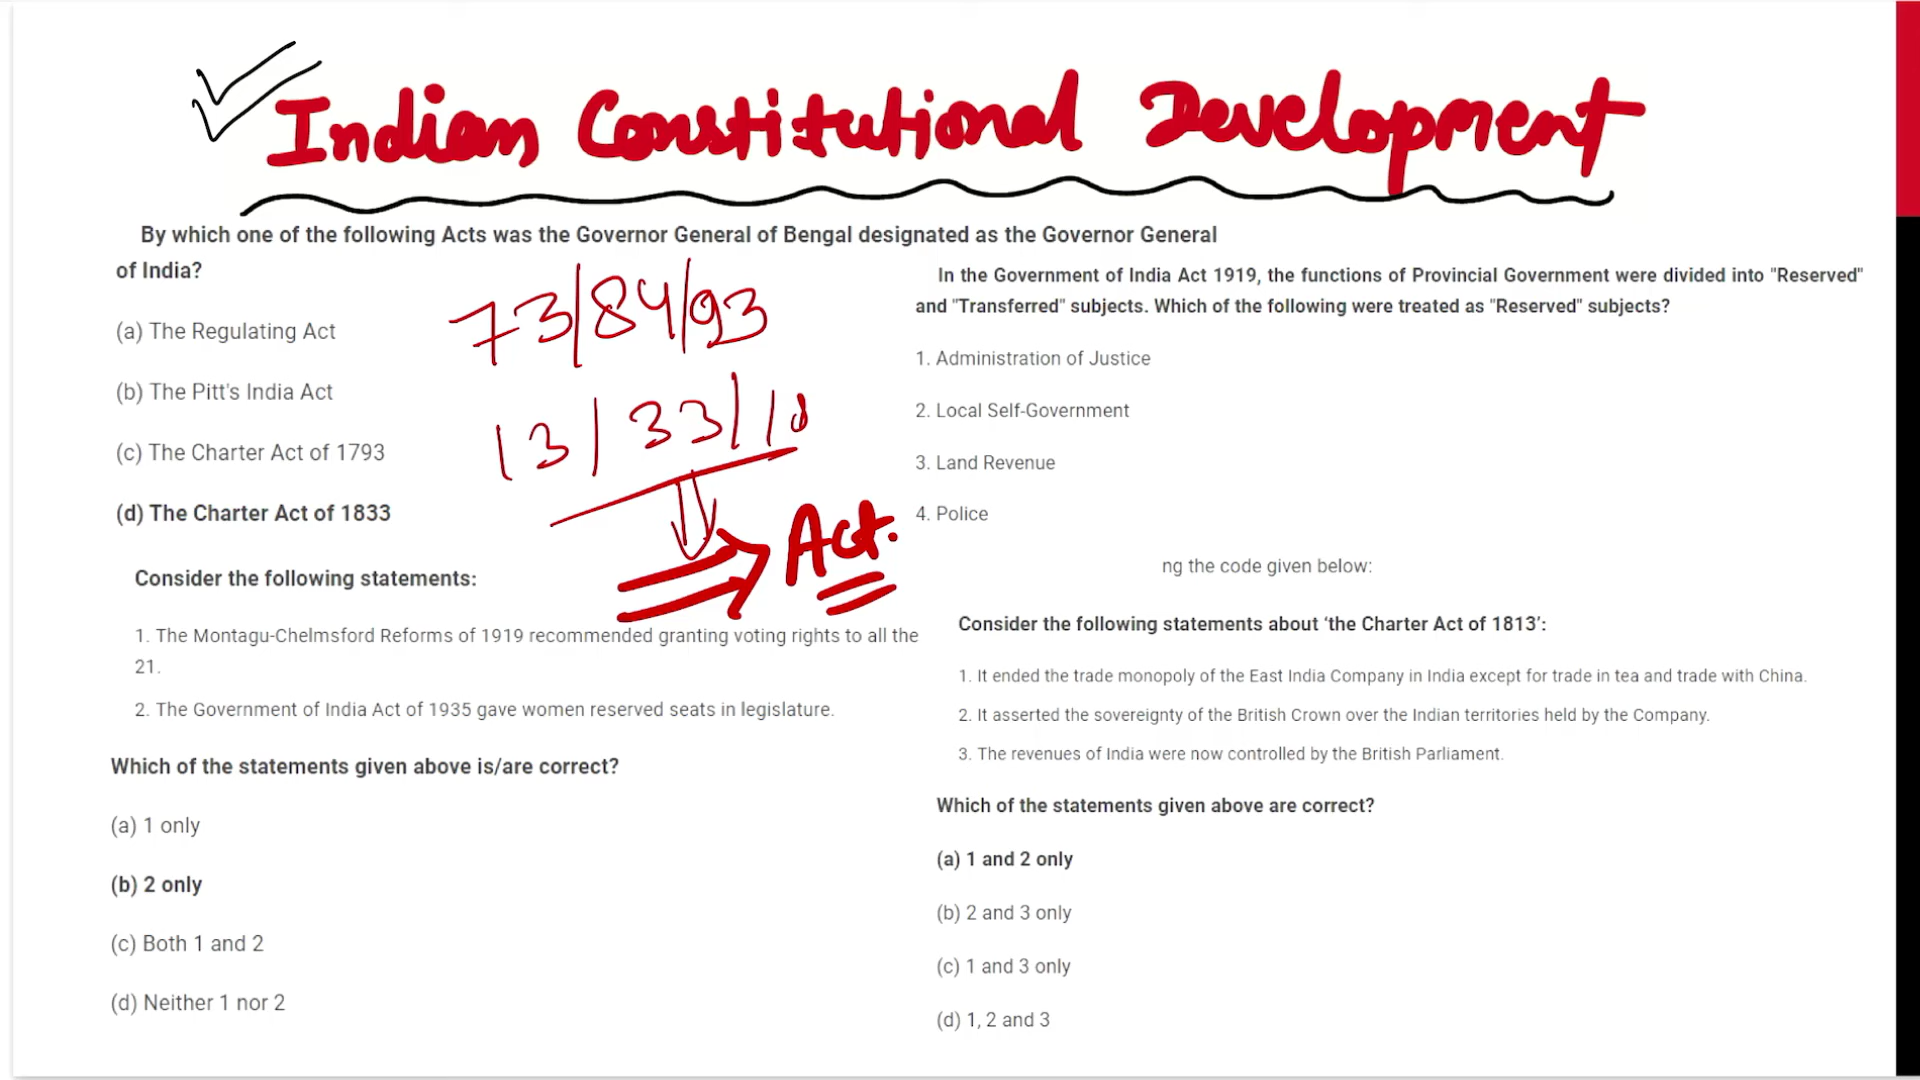 Indian Constitutional Development
By which one of the following Acts was the Governor General of Bengal designated as the Governor General
of India?
(a) The Regulating Act
(b) The Pitt's India Act
(c) The Charter Act of 1793
(d) The Charter Act of 1833
73/84/93
13/33/
Act.
Consider the following statements:
1. The Montagu-Chelmsford Reforms of 1919 recommended granting voting rights to all the
21.
2. The Government of India Act of 1935 gave women reserved seats in legislature.
Which of the statements given above is/are correct?
(a) 1 only
(b) 2 only
(c) Both 1 and 2
(d) Neither 1 nor 2
In the Government of India Act 1919, the functions of Provincial Government were divided into "Reserved"
and "Transferred" subjects. Which of the following were treated as "Reserved" subjects?
1. Administration of Justice
2. Local Self-Government
3. Land Revenue
4. Police
ng the code given below:
Consider the following statements about ‘the Charter Act of 1813’:
1. It ended the trade monopoly of the East India Company in India except for trade in tea and trade with China.
2. It asserted the sovereignty of the British Crown over the Indian territories held by the Company.
3. The revenues of India were now controlled by the British Parliament.
Which of the statements given above are correct?
(a) 1 and 2 only
(b) 2 and 3 only
(c) 1 and 3 only
(d) 1, 2 and 3